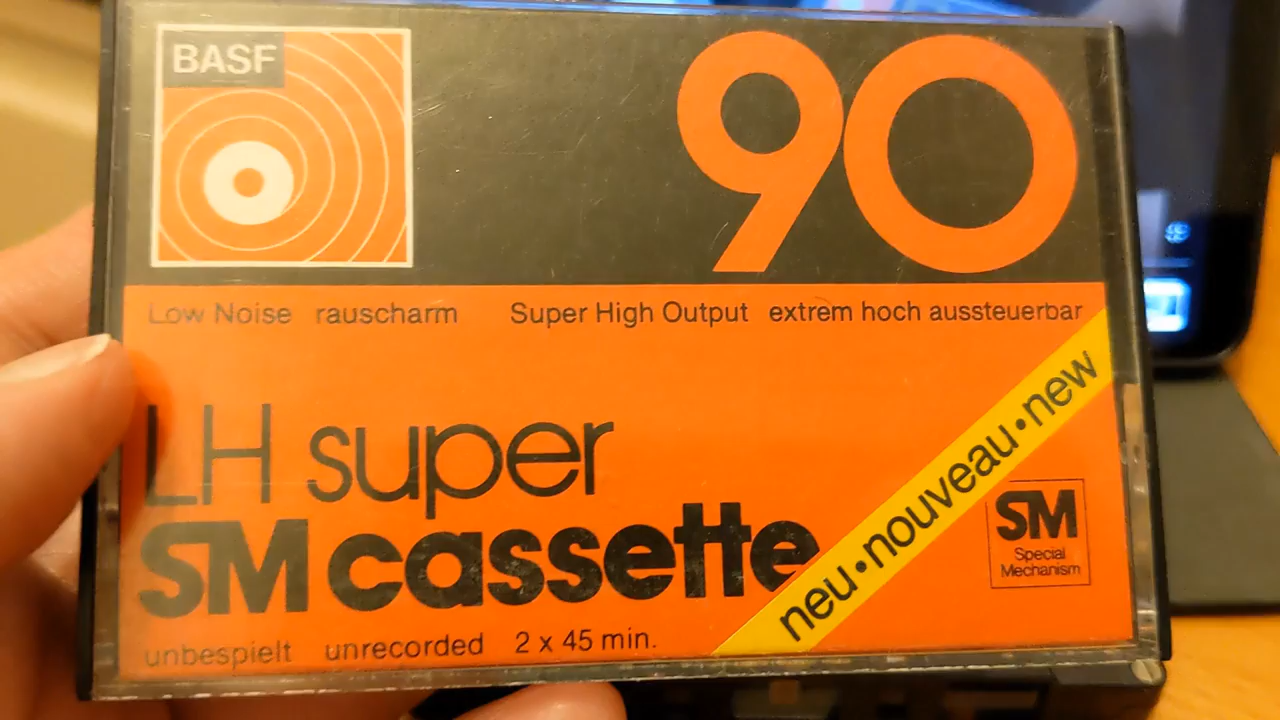 BASF
90
Low Noise rauscharm Super High Output extrem hoch aussteuerbar
LH super
SM cassette
neu•nouveau•new
SM
Special
Mechanism
unbespielt unrecorded 2 x 45 min.